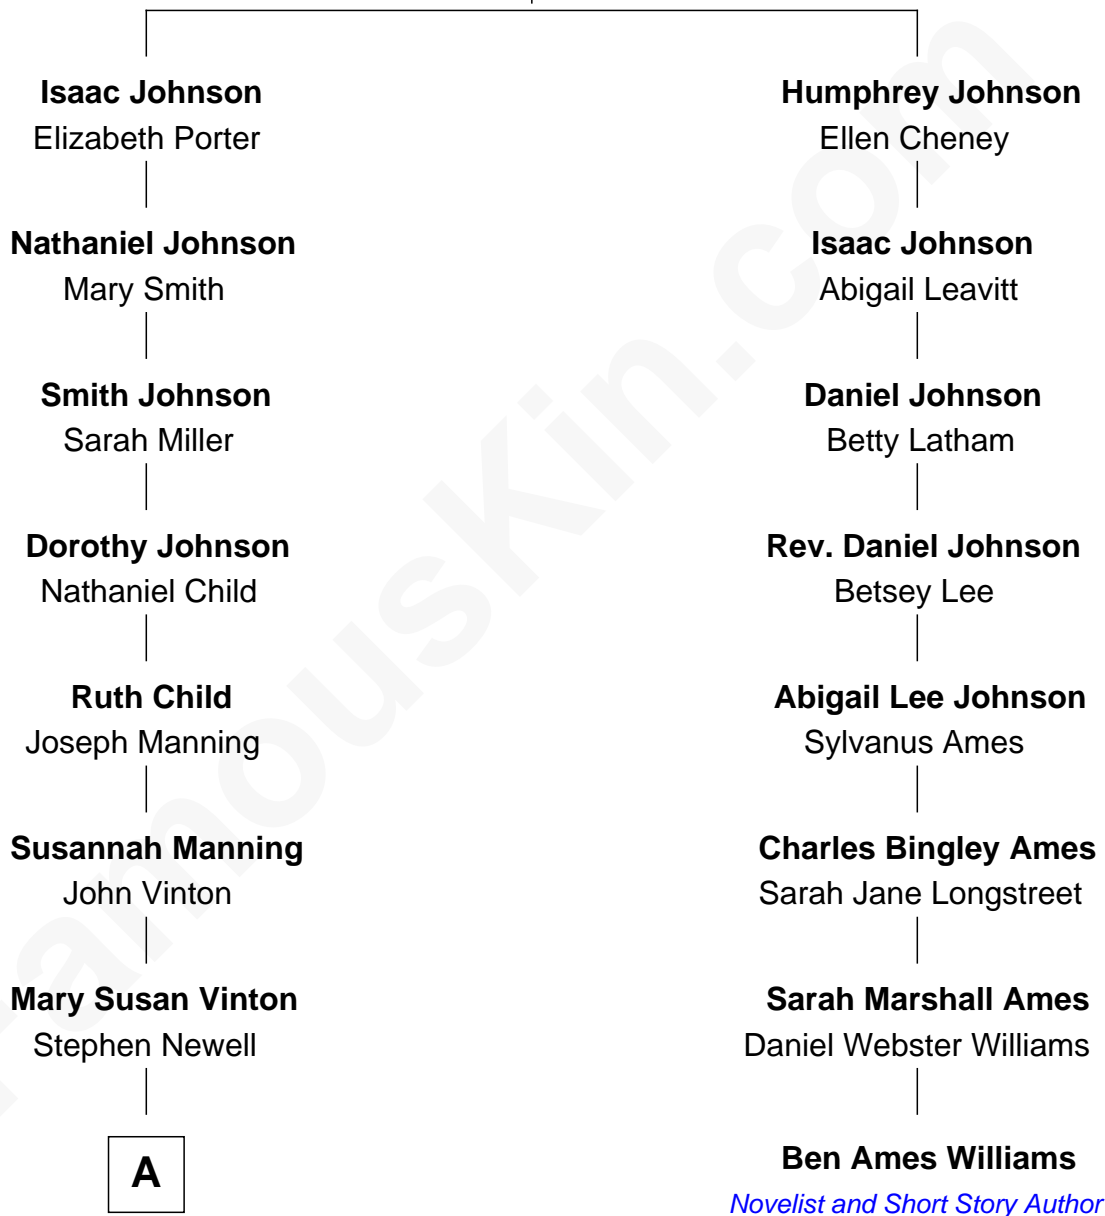 Isaac Johnson
Elizabeth Porter
Nathaniel Johnson
Mary Smith
Smith Johnson
Sarah Miller
Dorothy Johnson
Nathaniel Child
Ruth Child
Joseph Manning
Susannah Manning
John Vinton
Mary Susan Vinton
Stephen Newell
A
Humphrey Johnson
Ellen Cheney
Isaac Johnson
Abigail Leavitt
Daniel Johnson
Betty Latham
Rev. Daniel Johnson
Betsey Lee
Abigail Lee Johnson
Sylvanus Ames
Charles Bingley Ames
Sarah Jane Longstreet
Sarah Marshall Ames
Daniel Webster Williams
Ben Ames Williams
Novelist and Short Story Author
FamousKin.com